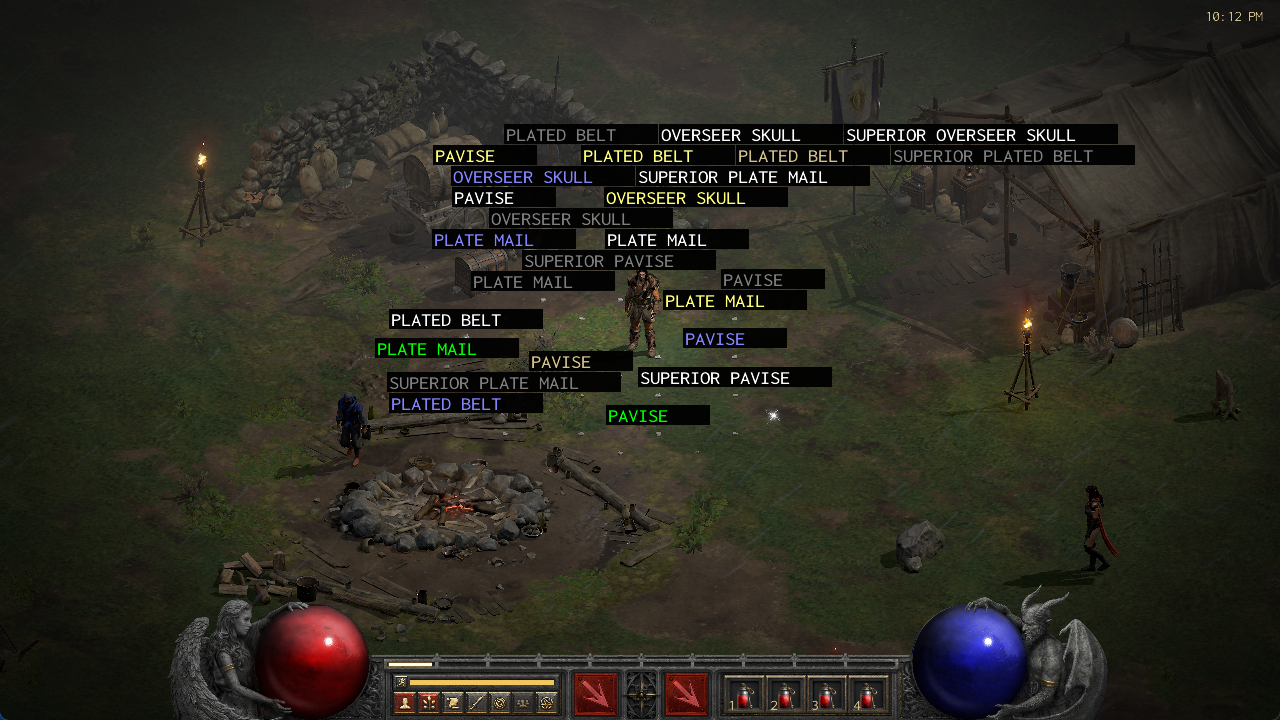 10:12 PM
PLATED BELT OVERSEER SKULL SUPERIOR OVERSEER SKULL
PAVISE PLATED BELT PLATED BELT SUPERIOR PLATED BELT
OVERSEER SKULL SUPERIOR PLATE MAIL
PAVISE OVERSEER SKULL
OVERSEER SKULL
PLATE MAIL PLATE MAIL
SUPERIOR PAVISE
PLATE MAIL PAVISE
PLATE MAIL
PLATED BELT
PAVISE
PLATE MAIL
PAVISE
SUPERIOR PLATE MAIL SUPERIOR PAVISE
PLATED BELT
PAVISE
1 2 3 4